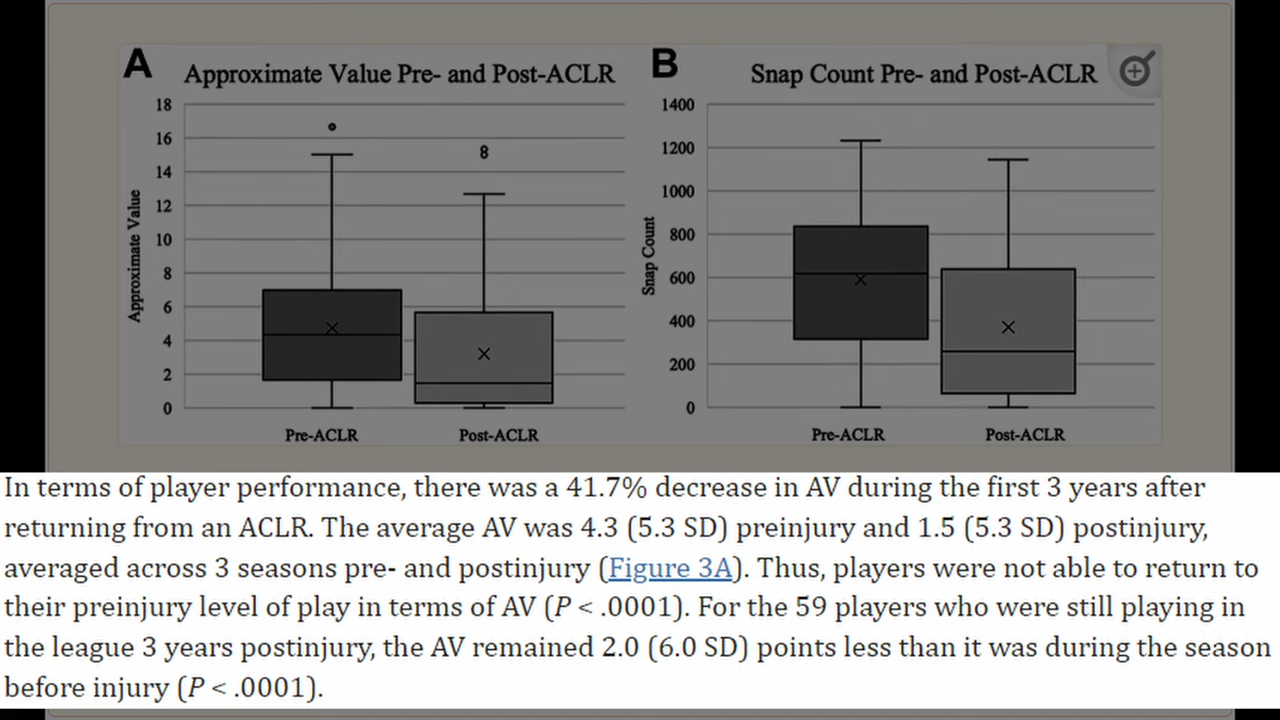 A
Approximate Value Pre- and Post-ACLR
18
16
14
12
10
8
6
4
2
0
Approximate Value
Pre-ACLR
Post-ACLR
B
Snap Count Pre- and Post-ACLR
1400
1200
1000
800
600
400
200
0
Snap Count
Pre-ACLR
Post-ACLR
In terms of player performance, there was a 41.7% decrease in AV during the first 3 years after
returning from an ACLR. The average AV was 4.3 (5.3 SD) preinjury and 1.5 (5.3 SD) postinjury,
averaged across 3 seasons pre- and postinjury (Figure 3A). Thus, players were not able to return to
their preinjury level of play in terms of AV (P < .0001). For the 59 players who were still playing in
the league 3 years postinjury, the AV remained 2.0 (6.0 SD) points less than it was during the season
before injury (P < .0001).